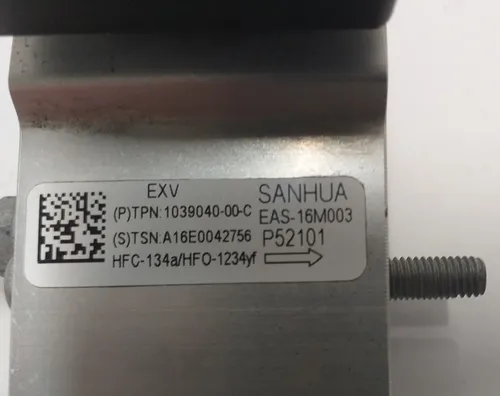 EXV
(P)TPN:1039040-00-C
(S)TSN:A16E0042756
HFC-134a/HFO-1234yf
SANHUA
EAS-16M003
P52101